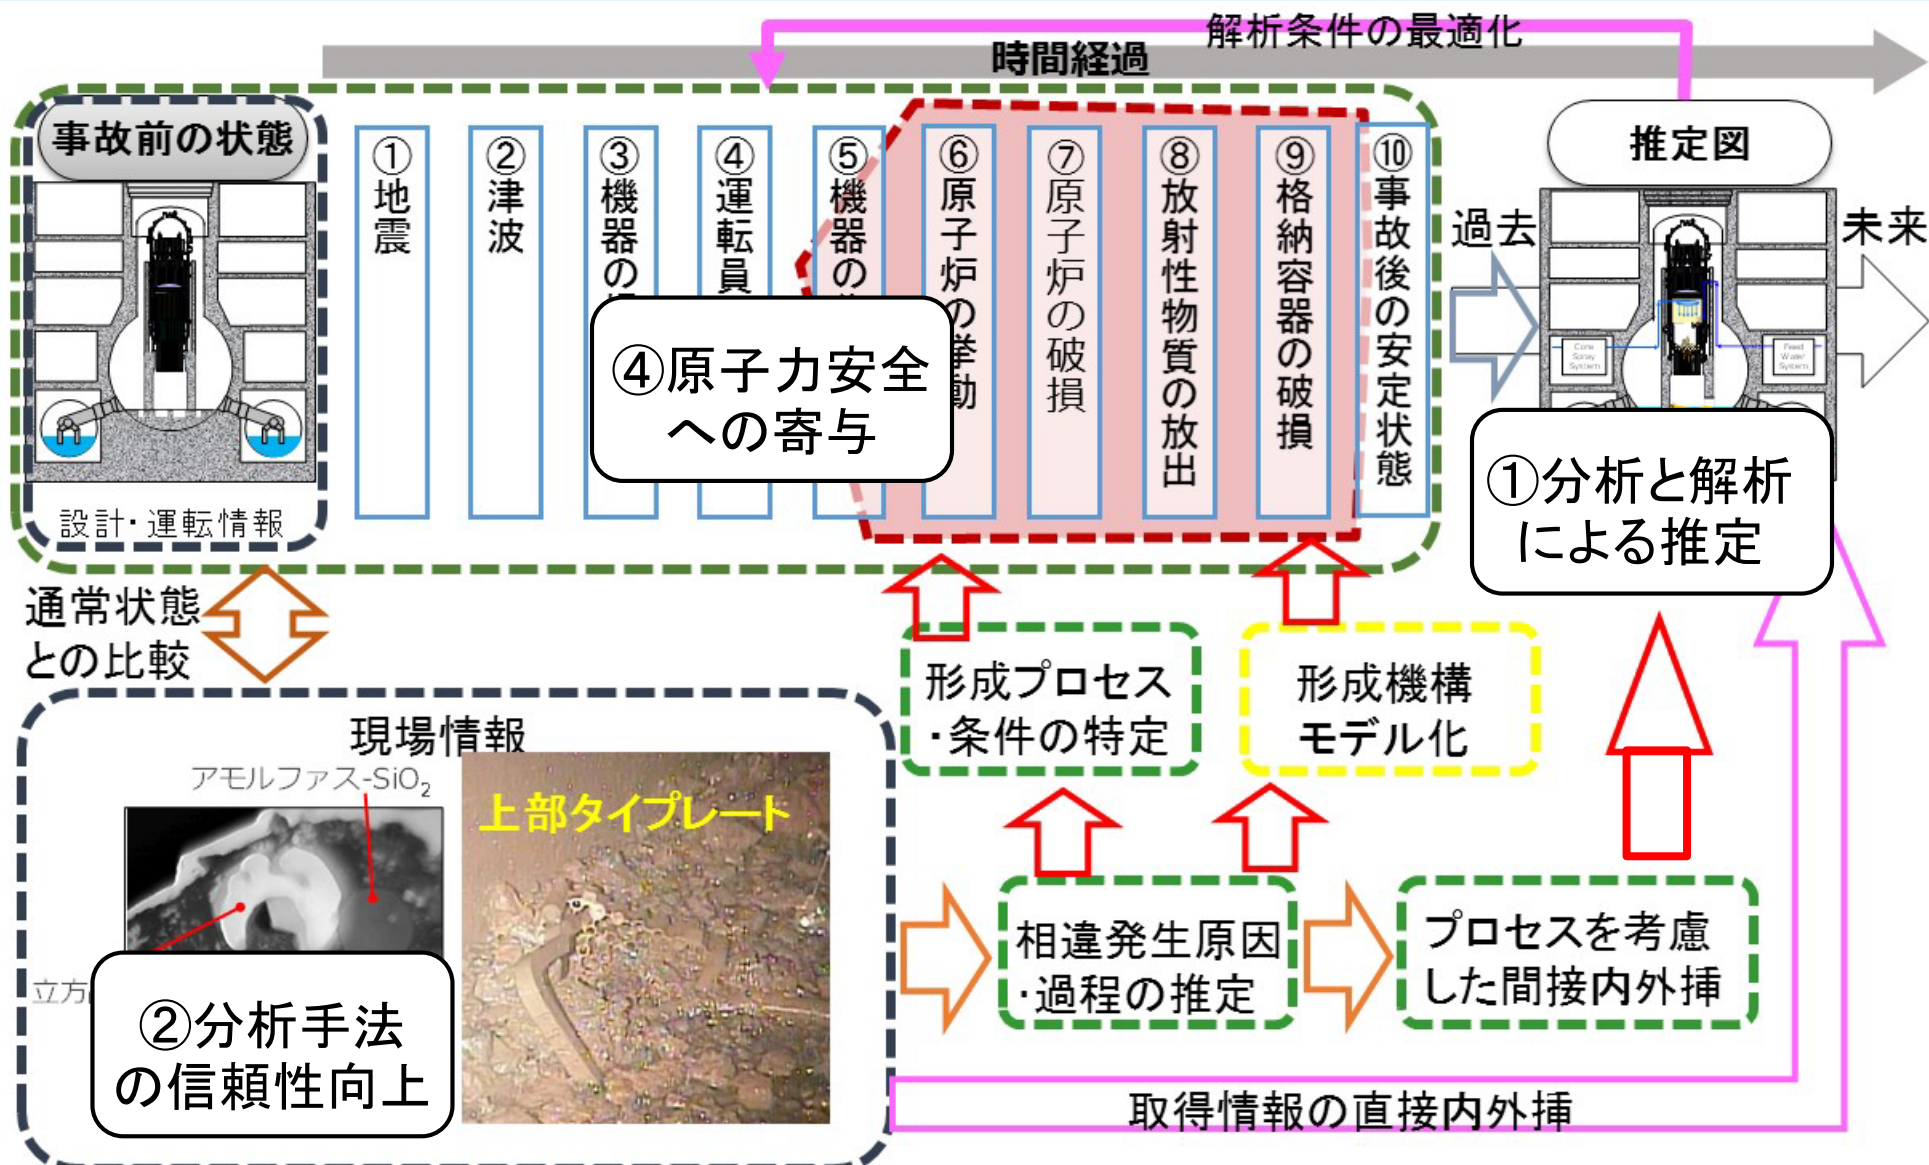 解析条件の最適化
時間経過
事故前の状態
①地震
②津波
③機器の
④運転員
⑤機器の
⑥原子炉の挙動
⑦原子炉の破損
⑧放射性物質の放出
⑨格納容器の破損
⑩事故後の安定状態
推定図
過去
未来
Core
Spray
System
Feed
Water
System
④原子力安全
への寄与
①分析と解析
による推定
設計・運転情報
通常状態
との比較
形成プロセス
・条件の特定
形成機構
モデル化
現場情報
アモルファス-SiO₂
上部タイプレート
立方
②分析手法
の信頼性向上
相違発生原因
・過程の推定
プロセスを考慮
した間接内外挿
取得情報の直接内外挿